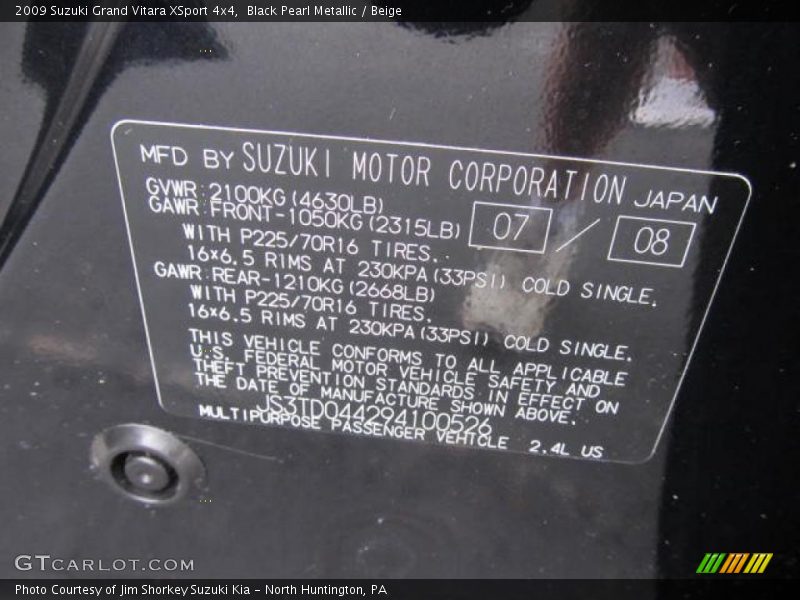 2009 Suzuki Grand Vitara XSport 4x4,  Black Pearl Metallic / Beige
MFD BY SUZUKI MOTOR CORPORATION JAPAN
GVWR:2100KG(4630LB)
GAWR:FRONT-1050KG(2315LB)
07 / 08
WITH P225/70R16 TIRES.
16×6.5 RIMS AT 230KPA(33PSI) COLD SINGLE.
GAWR:REAR-1210KG(2668LB)
WITH P225/70R16 TIRES.
16×6.5 RIMS AT 230KPA(33PSI) COLD SINGLE.
THIS VEHICLE CONFORMS TO ALL APPLICABLE
U.S. FEDERAL MOTOR VEHICLE SAFETY AND
THEFT PREVENTION STANDARDS IN EFFECT ON
THE DATE OF MANUFACTURE SHOWN ABOVE.
JS3TD044294100526
MULTIPURPOSE PASSENGER VEHICLE 2.4L US
GTCARLOT.COM
Photo Courtesy of Jim Shorkey Suzuki Kia – North Huntington, PA